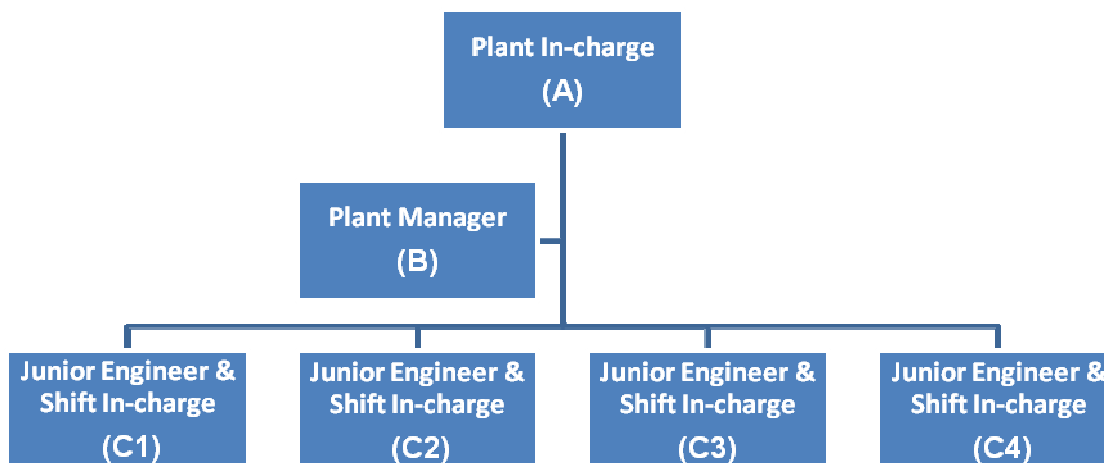 Plant In-charge
(A)
Plant Manager
(B)
Junior Engineer &
Shift In-charge
(C1)
Junior Engineer &
Shift In-charge
(C2)
Junior Engineer &
Shift In-charge
(C3)
Junior Engineer &
Shift In-charge
(C4)